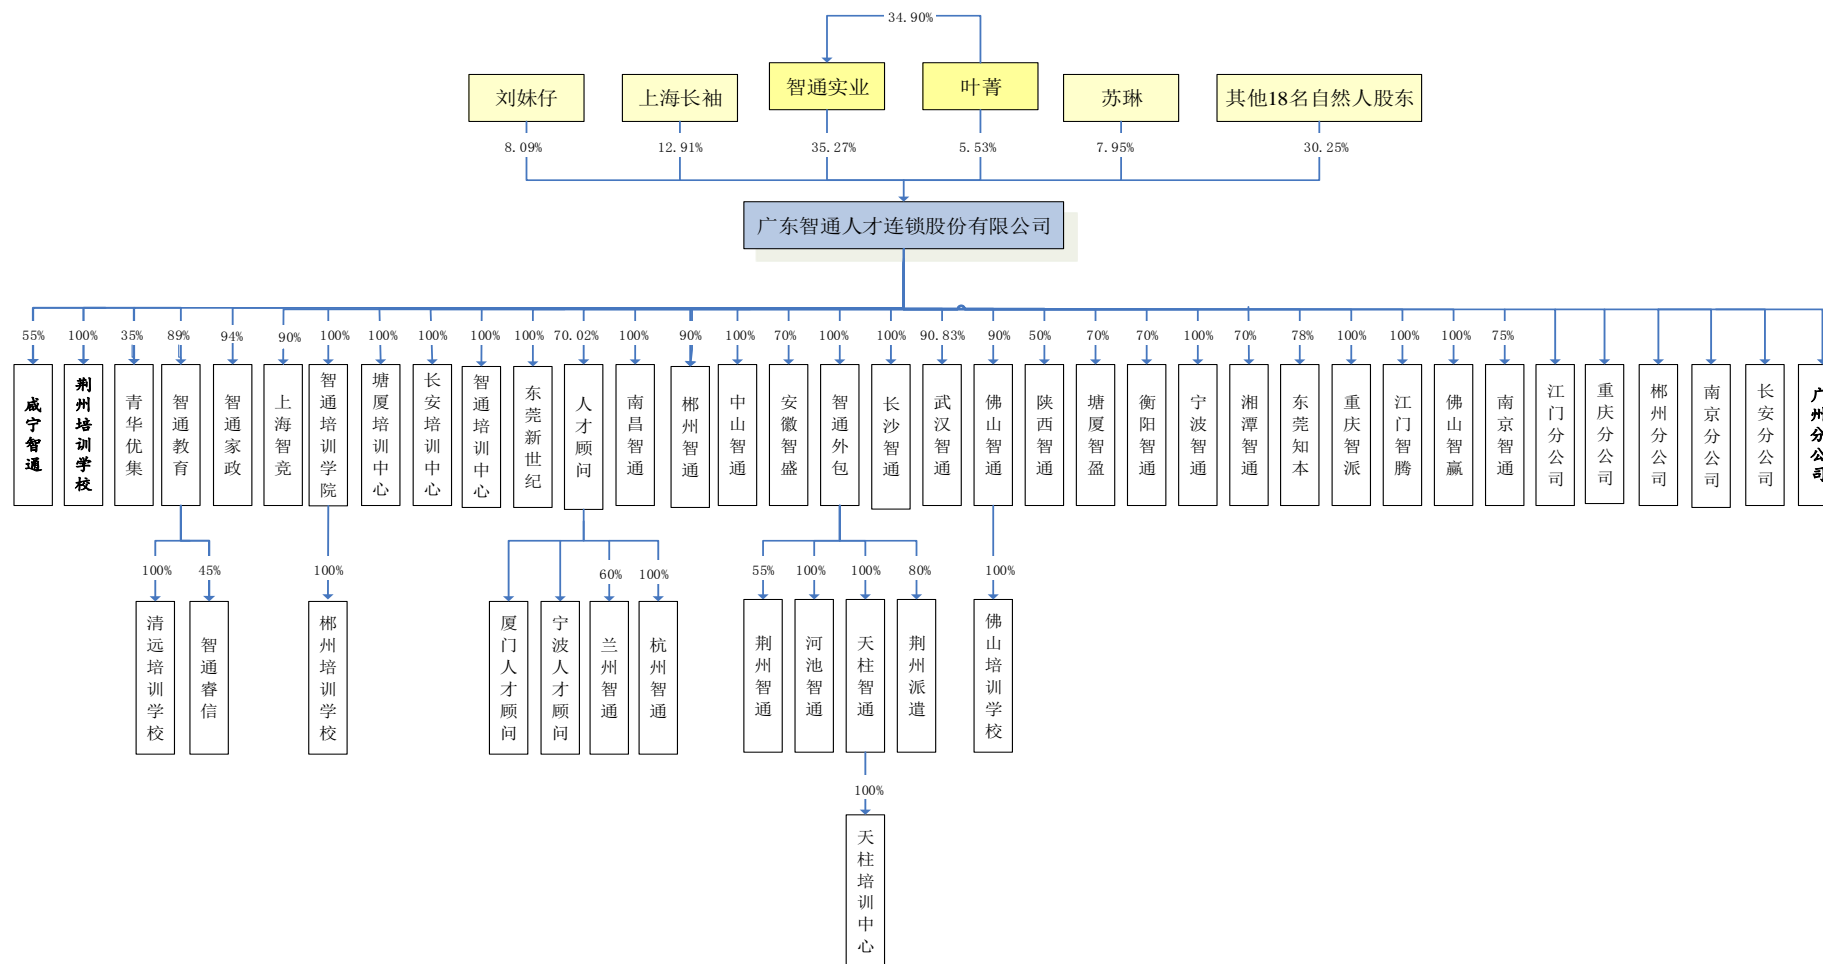 34.90%
刘妹仔
上海长袖
智通实业
叶菁
苏琳
其他18名自然人股东
8.09%
12.91%
35.27%
5.53%
7.95%
30.25%
广东智通人才连锁股份有限公司
55%
100%
35%
89%
94%
90%
100%
100%
100%
100%
100%
70.02%
100%
90%
100%
70%
100%
100%
90.83%
90%
50%
70%
70%
100%
70%
78%
100%
100%
100%
75%
咸宁智通
荆州培训学校
青华优集
智通教育
智通家政
上海智竞
智通培训学院
塘厦培训中心
长安培训中心
智通培训中心
东莞新世纪
人才顾问
南昌智通
郴州智通
中山智通
安徽智盛
智通外包
长沙智通
武汉智通
佛山智通
陕西智通
塘厦智盈
衡阳智通
宁波智通
湘潭智通
东莞知本
重庆智派
江门智腾
佛山智赢
南京智通
江门分公司
重庆分公司
郴州分公司
南京分公司
长安分公司
广州分公司
100%
45%
100%
60%
100%
55%
100%
100%
80%
100%
清远培训学校
智通睿信
郴州培训学校
厦门人才顾问
宁波人才顾问
兰州智通
杭州智通
荆州智通
河池智通
天柱智通
荆州派遣
佛山培训学校
100%
天柱培训中心